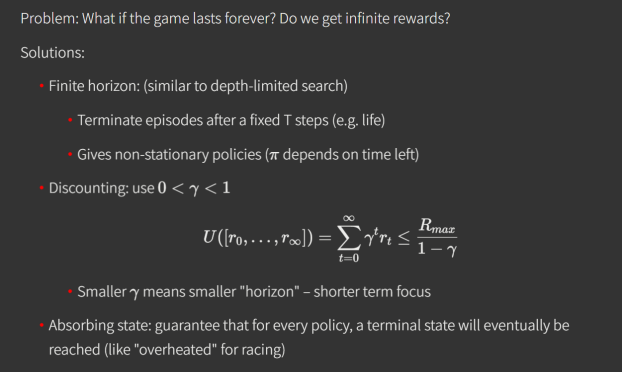 Problem: What if the game lasts forever? Do we get infinite rewards?
Solutions:
• Finite horizon: (similar to depth-limited search)
• Terminate episodes after a fixed T steps (e.g. life)
• Gives non-stationary policies (π depends on time left)
• Discounting: use 0 < γ < 1
U([r₀, . . . , r∞]) = ∑_{t=0}^{∞} γᵗrₜ ≤ R_{max} / (1 − γ)
• Smaller γ means smaller "horizon" – shorter term focus
• Absorbing state: guarantee that for every policy, a terminal state will eventually be
reached (like "overheated" for racing)